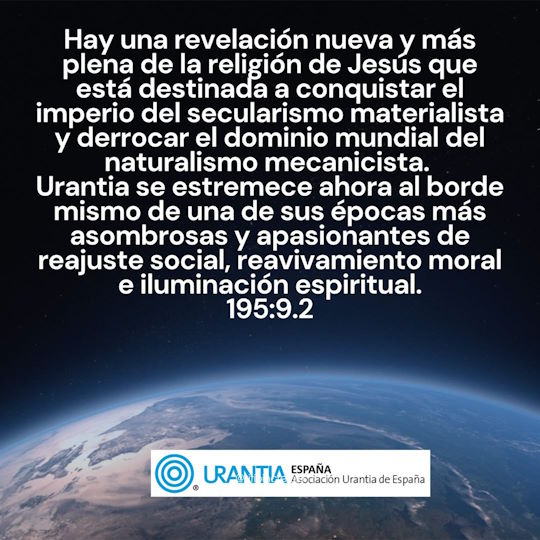 Hay una revelación nueva y más
plena de la religión de Jesús que
está destinada a conquistar el
imperio del secularismo materialista
y derrocar el dominio mundial del
naturalismo mecanicista.
Urantia se estremece ahora al borde
mismo de una de sus épocas más
asombrosas y apasionantes de
reajuste social, reavivamiento moral
e iluminación espiritual.
195:9.2
URANTIA ESPAÑA
® Asociación Urantia de España